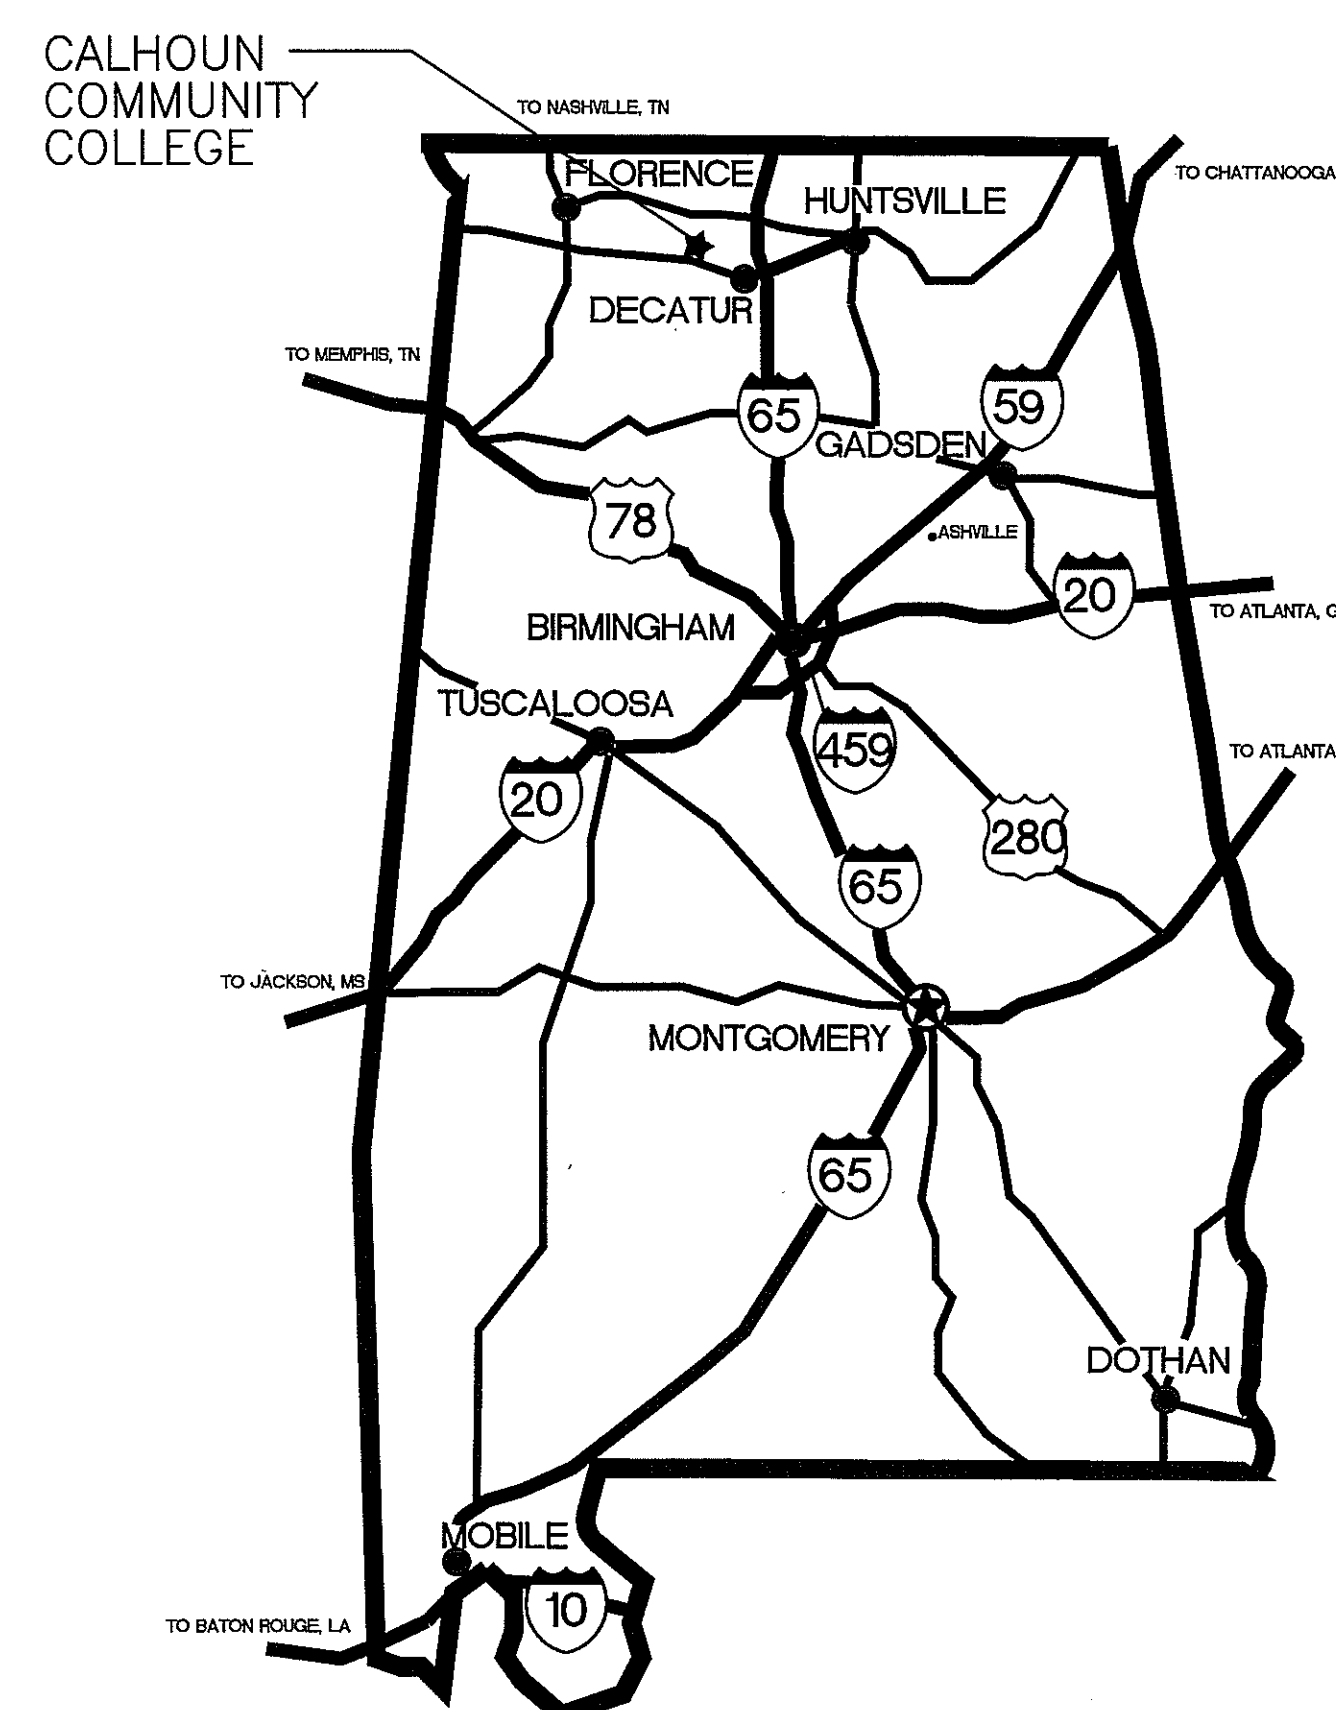 CALHOUN
COMMUNITY
COLLEGE
TO NASHVILLE, TN
TO CHATTANOOGA
FLORENCE
HUNTSVILLE
DECATUR
TO MEMPHIS, TN
65
59
GADSDEN
78
ASHVILLE
20
TO ATLANTA, G
BIRMINGHAM
TUSCALOOSA
459
TO ATLANTA
20
280
65
TO JACKSON, MS
MONTGOMERY
65
DOTHAN
MOBILE
10
TO BATON ROUGE, LA